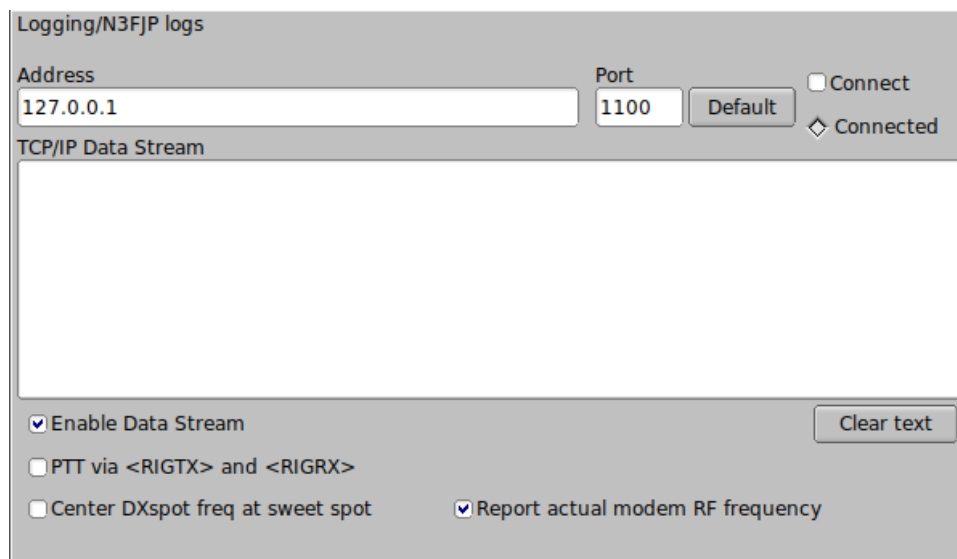 Logging/N3FJP logs
Address
Port
Connect
127.0.0.1
1100
Default
Connected
TCP/IP Data Stream
Enable Data Stream
Clear text
PTT via <RIGTX> and <RIGRX>
Center DXspot freq at sweet spot
Report actual modem RF frequency